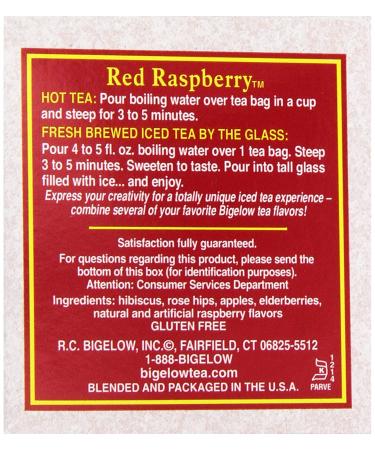 Red Raspberry™
HOT TEA: Pour boiling water over tea bag in a cup
and steep for 3 to 5 minutes.
FRESH BREWED ICED TEA BY THE GLASS:
Pour 4 to 5 fl. oz. boiling water over 1 tea bag. Steep
3 to 5 minutes. Sweeten to taste. Pour into tall glass
filled with ice... and enjoy.
Express your creativity for a totally unique iced tea experience –
combine several of your favorite Bigelow tea flavors!
Satisfaction fully guaranteed.
For questions regarding this product, please send the
bottom of this box (for identification purposes).
Attention: Consumer Services Department
Ingredients: hibiscus, rose hips, apples, elderberries,
natural and artificial raspberry flavors
GLUTEN FREE
R.C. BIGELOW, INC.©, FAIRFIELD, CT 06825-5512
1-888-BIGELOW
bigelowtea.com
BLENDED AND PACKAGED IN THE U.S.A.
K
PARVE
1214